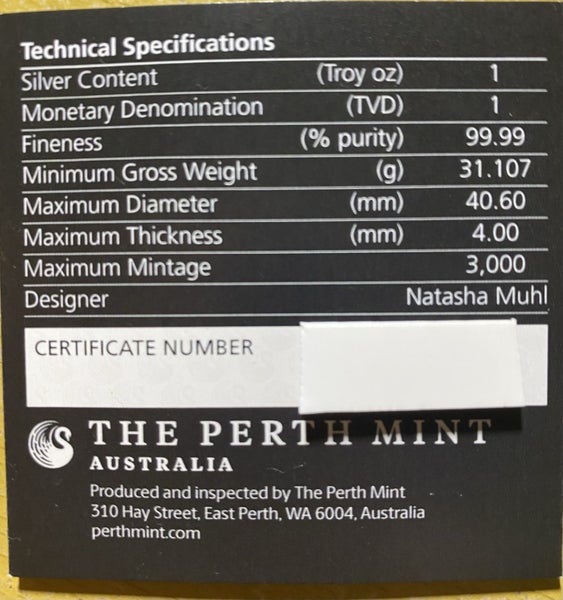 Technical Specifications
Silver Content (Troy oz) 1
Monetary Denomination (TVD) 1
Fineness (% purity) 99.99
Minimum Gross Weight (g) 31.107
Maximum Diameter (mm) 40.60
Maximum Thickness (mm) 4.00
Maximum Mintage 3,000
Designer Natasha Muhl
CERTIFICATE NUMBER
THE PERTH MINT
AUSTRALIA
Produced and inspected by The Perth Mint
310 Hay Street, East Perth, WA 6004, Australia
perthmint.com